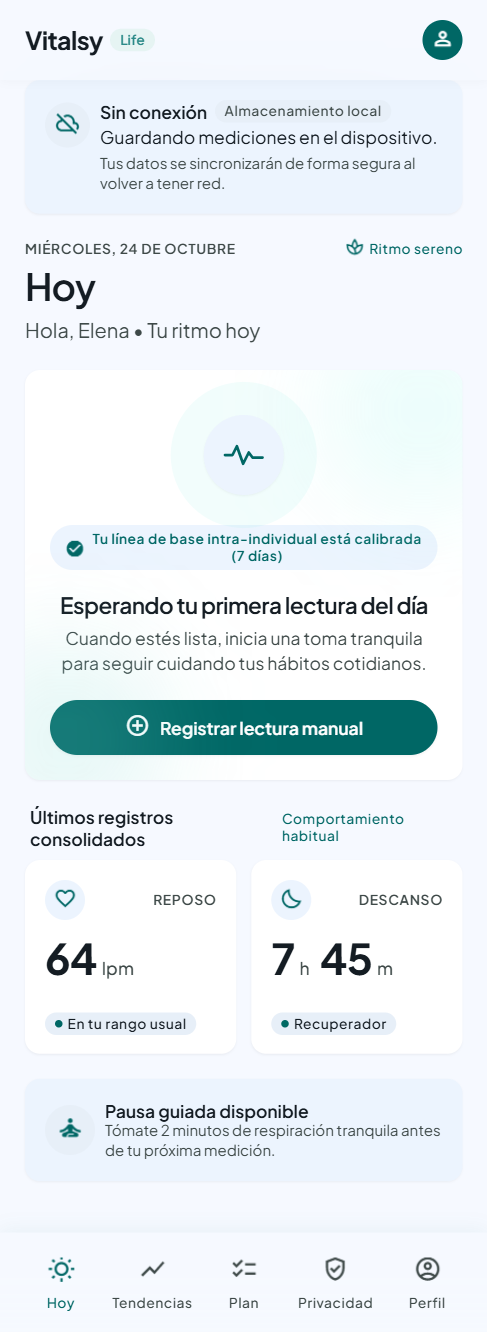 Vitalsy Life
Sin conexión Almacenamiento local
Guardando mediciones en el dispositivo.
Tus datos se sincronizarán de forma segura al
volver a tener red.
MIÉRCOLES, 24 DE OCTUBRE
Ritmo sereno
Hoy
Hola, Elena • Tu ritmo hoy
Tu línea de base intra-individual está calibrada
(7 días)
Esperando tu primera lectura del día
Cuando estés lista, inicia una toma tranquila
para seguir cuidando tus hábitos cotidianos.
Registrar lectura manual
Últimos registros
consolidados
Comportamiento
habitual
REPOSO
64 lpm
En tu rango usual
DESCANSO
7 h 45 m
Recuperador
Pausa guiada disponible
Tómate 2 minutos de respiración tranquila antes
de tu próxima medición.
Hoy
Tendencias
Plan
Privacidad
Perfil